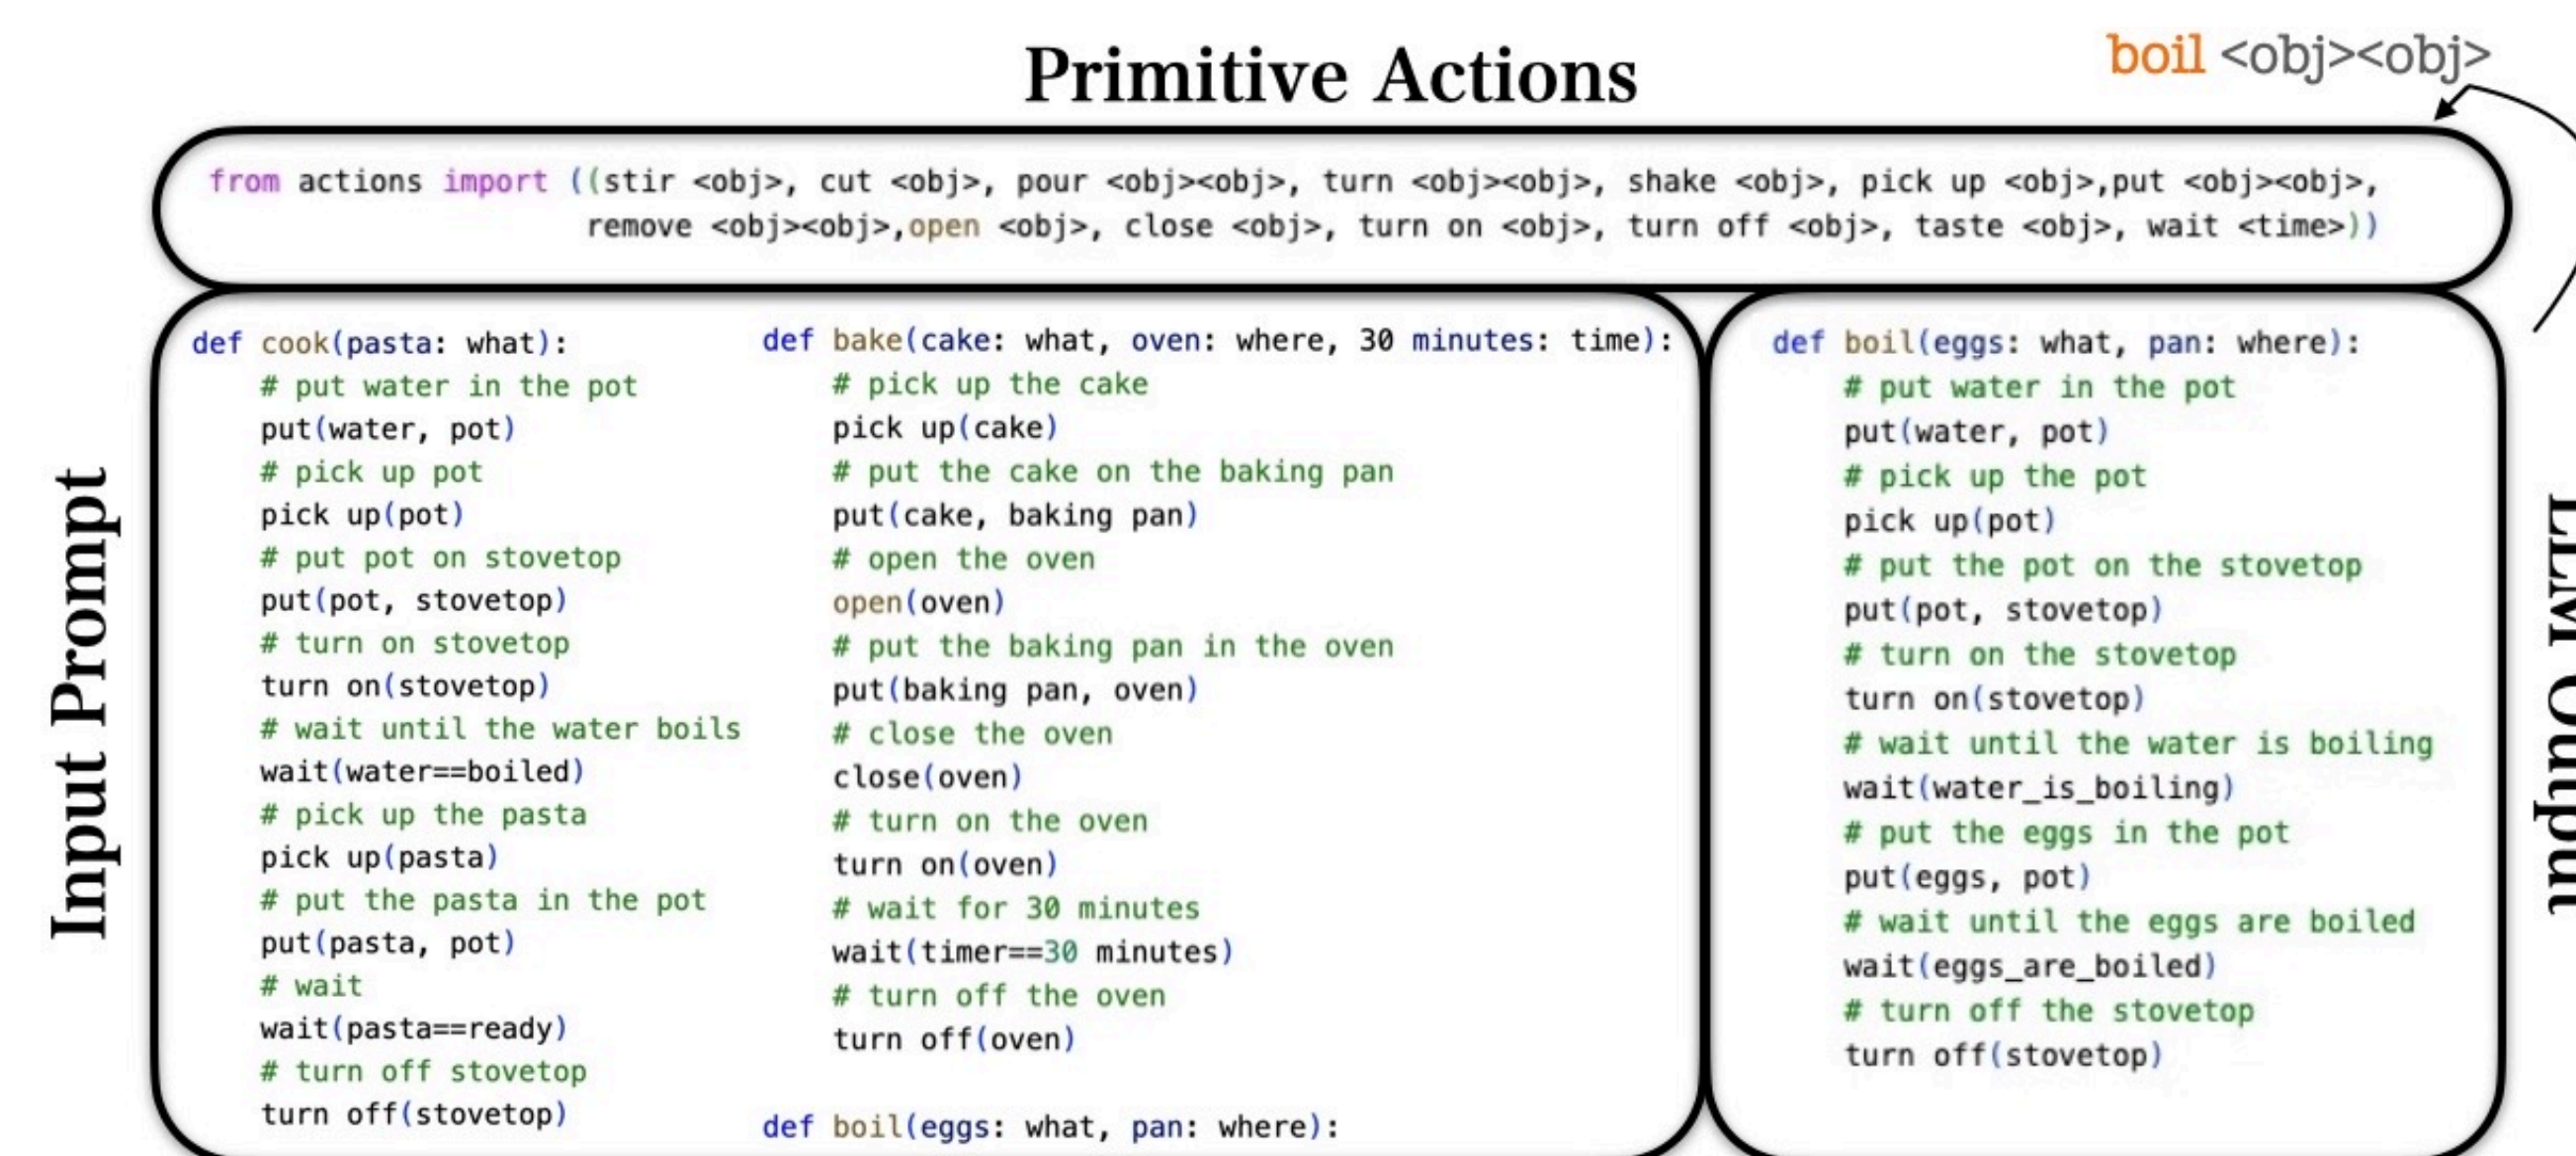 Primitive Actions
boil <obj><obj>
from actions import ((stir <obj>, cut <obj>, pour <obj><obj>, turn <obj><obj>, shake <obj>, pick up <obj>,put <obj><obj>,
remove <obj><obj>,open <obj>, close <obj>, turn on <obj>, turn off <obj>, taste <obj>, wait <time>))
Input Prompt
def cook(pasta: what):
# put water in the pot
put(water, pot)
# pick up pot
pick up(pot)
# put pot on stovetop
put(pot, stovetop)
# turn on stovetop
turn on(stovetop)
# wait until the water boils
wait(water==boiled)
# pick up the pasta
pick up(pasta)
# put the pasta in the pot
put(pasta, pot)
# wait
wait(pasta==ready)
# turn off stovetop
turn off(stovetop)
def bake(cake: what, oven: where, 30 minutes: time):
# pick up the cake
pick up(cake)
# put the cake on the baking pan
put(cake, baking pan)
# open the oven
open(oven)
# put the baking pan in the oven
put(baking pan, oven)
# close the oven
close(oven)
# turn on the oven
turn on(oven)
# wait for 30 minutes
wait(timer==30 minutes)
# turn off the oven
turn off(oven)
def boil(eggs: what, pan: where):
def boil(eggs: what, pan: where):
# put water in the pot
put(water, pot)
# pick up the pot
pick up(pot)
# put the pot on the stovetop
put(pot, stovetop)
# turn on the stovetop
turn on(stovetop)
# wait until the water is boiling
wait(water_is_boiling)
# put the eggs in the pot
put(eggs, pot)
# wait until the eggs are boiled
wait(eggs_are_boiled)
# turn off the stovetop
turn off(stovetop)
LLM Output